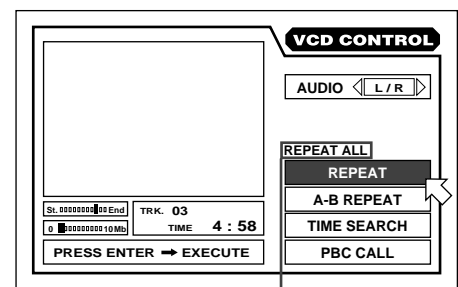 VCD CONTROL
AUDIO L / R
REPEAT ALL
REPEAT
A-B REPEAT
TIME SEARCH
PBC CALL
St. End
0 10Mb
TRK. 03
TIME 4 : 58
PRESS ENTER ➞ EXECUTE